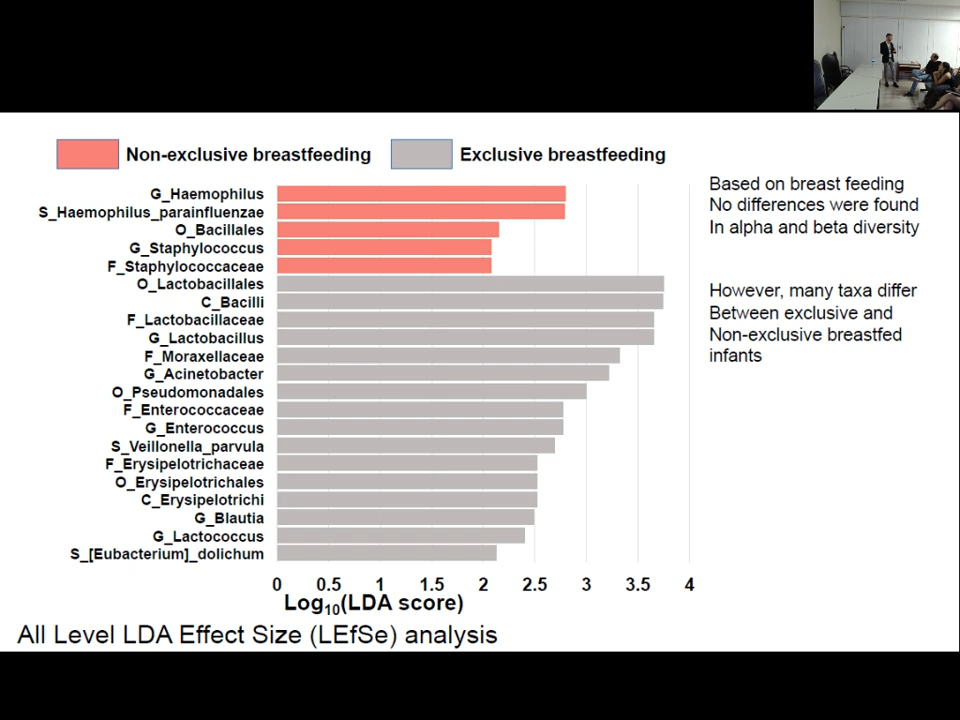 Non-exclusive breastfeeding
Exclusive breastfeeding
G_Haemophilus
S_Haemophilus_parainfluenzae
O_Bacillales
G_Staphylococcus
F_Staphylococcaceae
O_Lactobacillales
C_Bacilli
F_Lactobacillaceae
G_Lactobacillus
F_Moraxellaceae
G_Acinetobacter
O_Pseudomonadales
F_Enterococcaceae
G_Enterococcus
S_Veillonella_parvula
F_Erysipelotrichaceae
O_Erysipelotrichales
C_Erysipelotrichi
G_Blautia
G_Lactococcus
S_[Eubacterium]_dolichum
0 0.5 1 1.5 2 2.5 3 3.5 4
Log10(LDA score)
Based on breast feeding
No differences were found
In alpha and beta diversity
However, many taxa differ
Between exclusive and
Non-exclusive breastfed
infants
All Level LDA Effect Size (LEfSe) analysis